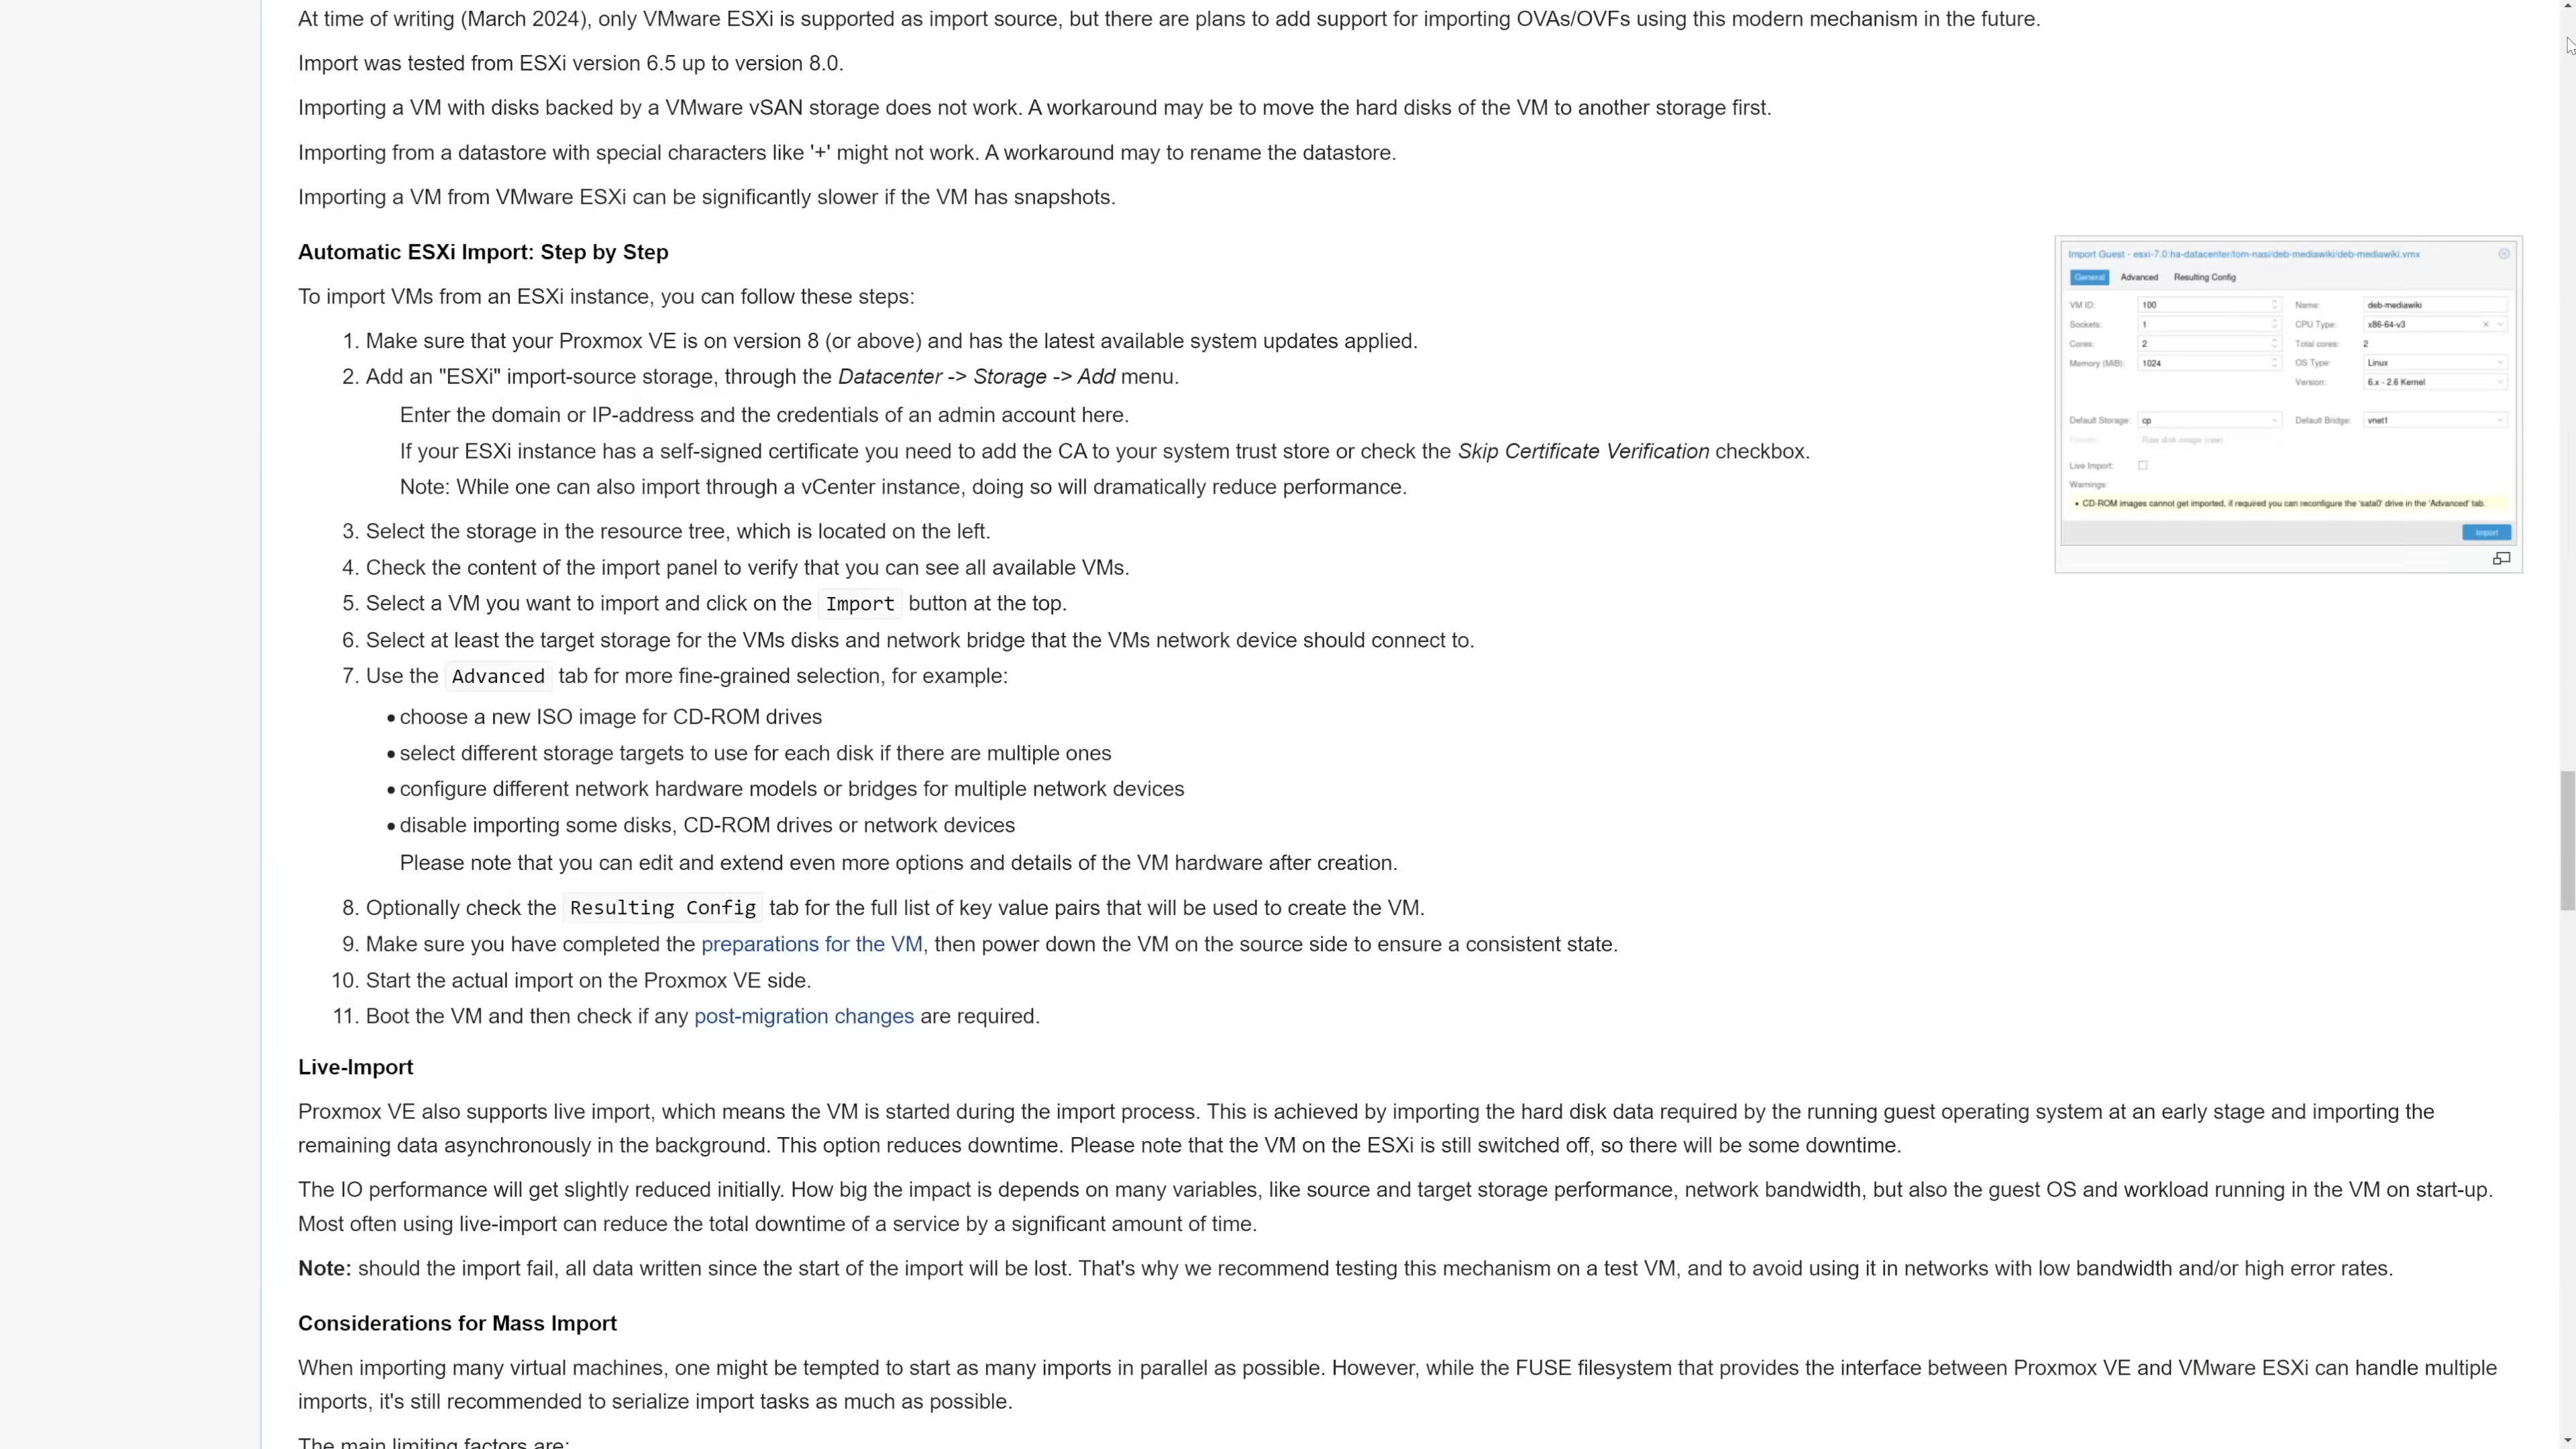 At time of writing (March 2024), only VMware ESXi is supported as import source, but there are plans to add support for importing OVAs/OVFs using this modern mechanism in the future.
Import was tested from ESXi version 6.5 up to version 8.0.
Importing a VM with disks backed by a VMware vSAN storage does not work. A workaround may be to move the hard disks of the VM to another storage first.
Importing from a datastore with special characters like '+' might not work. A workaround may to rename the datastore.
Importing a VM from VMware ESXi can be significantly slower if the VM has snapshots.
Automatic ESXi Import: Step by Step
To import VMs from an ESXi instance, you can follow these steps:
1. Make sure that your Proxmox VE is on version 8 (or above) and has the latest available system updates applied.
2. Add an "ESXi" import-source storage, through the Datacenter -> Storage -> Add menu.
Enter the domain or IP-address and the credentials of an admin account here.
If your ESXi instance has a self-signed certificate you need to add the CA to your system trust store or check the Skip Certificate Verification checkbox.
Note: While one can also import through a vCenter instance, doing so will dramatically reduce performance.
3. Select the storage in the resource tree, which is located on the left.
4. Check the content of the import panel to verify that you can see all available VMs.
5. Select a VM you want to import and click on the Import button at the top.
6. Select at least the target storage for the VMs disks and network bridge that the VMs network device should connect to.
7. Use the Advanced tab for more fine-grained selection, for example:
• choose a new ISO image for CD-ROM drives
• select different storage targets to use for each disk if there are multiple ones
• configure different network hardware models or bridges for multiple network devices
• disable importing some disks, CD-ROM drives or network devices
Please note that you can edit and extend even more options and details of the VM hardware after creation.
8. Optionally check the Resulting Config tab for the full list of key value pairs that will be used to create the VM.
9. Make sure you have completed the preparations for the VM, then power down the VM on the source side to ensure a consistent state.
10. Start the actual import on the Proxmox VE side.
11. Boot the VM and then check if any post-migration changes are required.
Import Guest - esxi-7.0:ha-datacenter/tom-nasi/deb-mediawiki/deb-mediawiki.vmx
General Advanced Resulting Config
VM ID: 100 Name: deb-mediawiki
Sockets: 1 CPU Type: x86-64-v3
Cores: 2 Total cores: 2
Memory (MiB): 1024 OS Type: Linux
Version: 6.x - 2.6 Kernel
Default Storage: cp Default Bridge: vnet1
Raw disk image (raw)
Live Import:
Warnings:
• CD-ROM images cannot get imported, if required you can reconfigure the 'sata0' drive in the 'Advanced' tab.
Import
Live-Import
Proxmox VE also supports live import, which means the VM is started during the import process. This is achieved by importing the hard disk data required by the running guest operating system at an early stage and importing the
remaining data asynchronously in the background. This option reduces downtime. Please note that the VM on the ESXi is still switched off, so there will be some downtime.
The IO performance will get slightly reduced initially. How big the impact is depends on many variables, like source and target storage performance, network bandwidth, but also the guest OS and workload running in the VM on start-up.
Most often using live-import can reduce the total downtime of a service by a significant amount of time.
Note: should the import fail, all data written since the start of the import will be lost. That's why we recommend testing this mechanism on a test VM, and to avoid using it in networks with low bandwidth and/or high error rates.
Considerations for Mass Import
When importing many virtual machines, one might be tempted to start as many imports in parallel as possible. However, while the FUSE filesystem that provides the interface between Proxmox VE and VMware ESXi can handle multiple
imports, it's still recommended to serialize import tasks as much as possible.
The main limiting factors are: